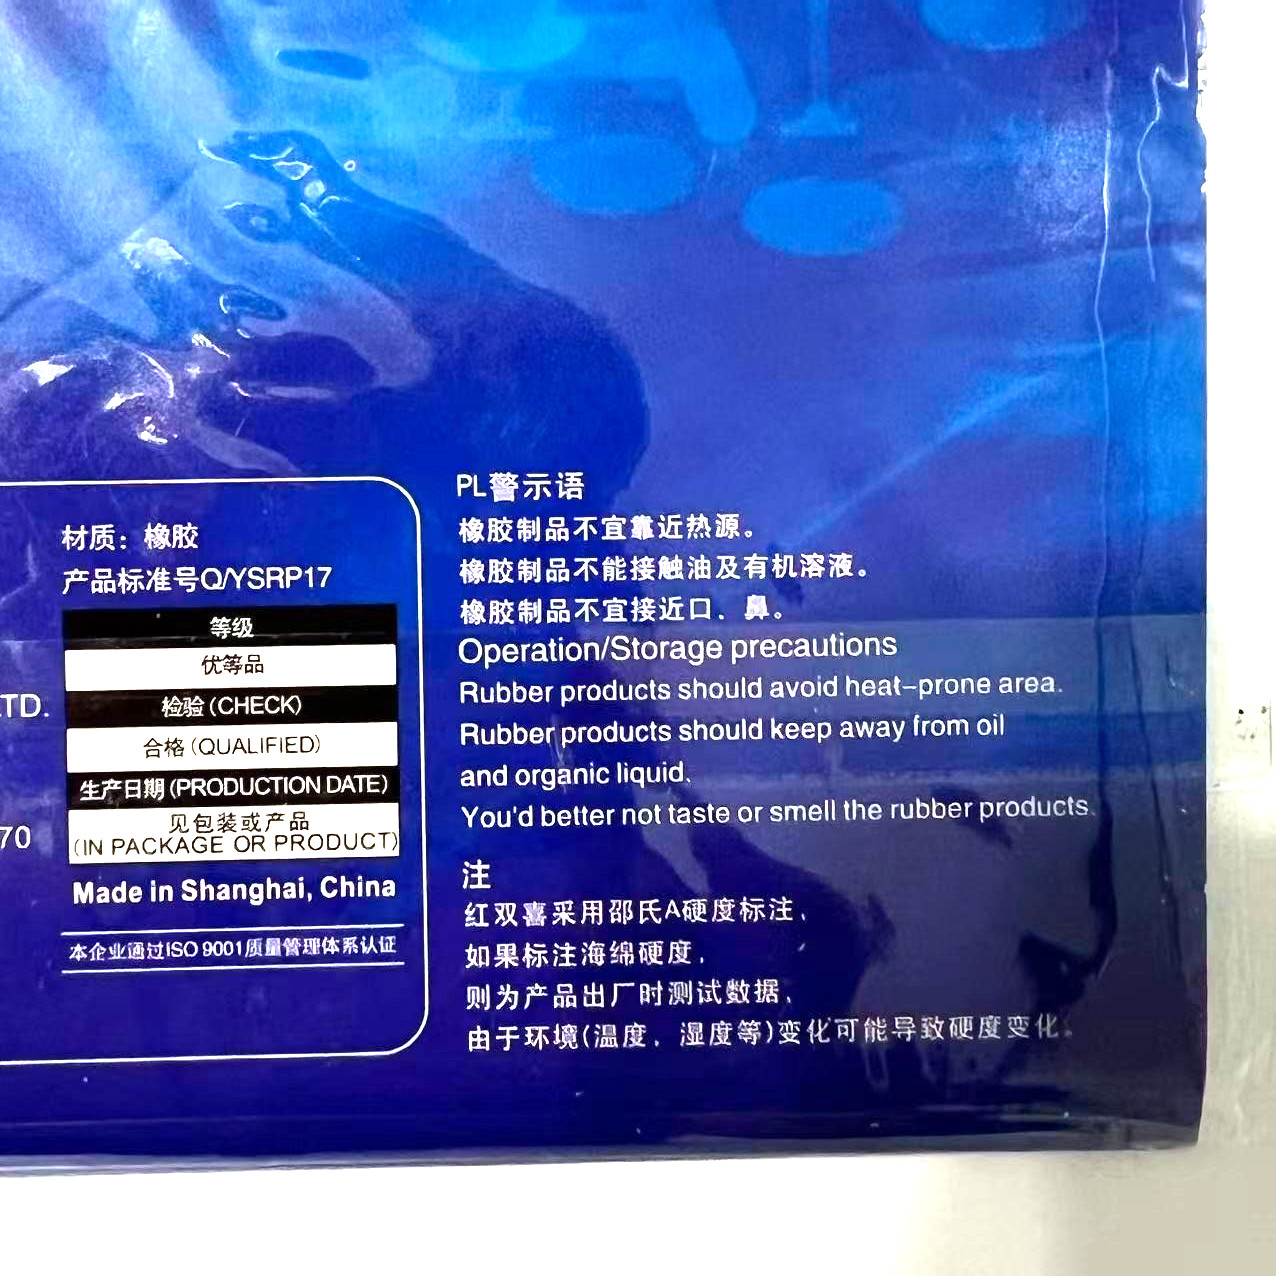 材质：橡胶
产品标准号Q/YSRP17
等级
优等品
检验(CHECK)
合格(QUALIFIED)
生产日期(PRODUCTION DATE)
见包装或产品
(IN PACKAGE OR PRODUCT)
Made in Shanghai, China
本企业通过ISO 9001质量管理体系认证
TD.
70
PL警示语
橡胶制品不宜靠近热源。
橡胶制品不能接触油及有机溶液。
橡胶制品不宜接近口、鼻。
Operation/Storage precautions
Rubber products should avoid heat-prone area.
Rubber products should keep away from oil
and organic liquid.
You'd better not taste or smell the rubber products.
注
红双喜采用邵氏A硬度标注，
如果标注海绵硬度，
则为产品出厂时测试数据，
由于环境(温度、湿度等)变化可能导致硬度变化。